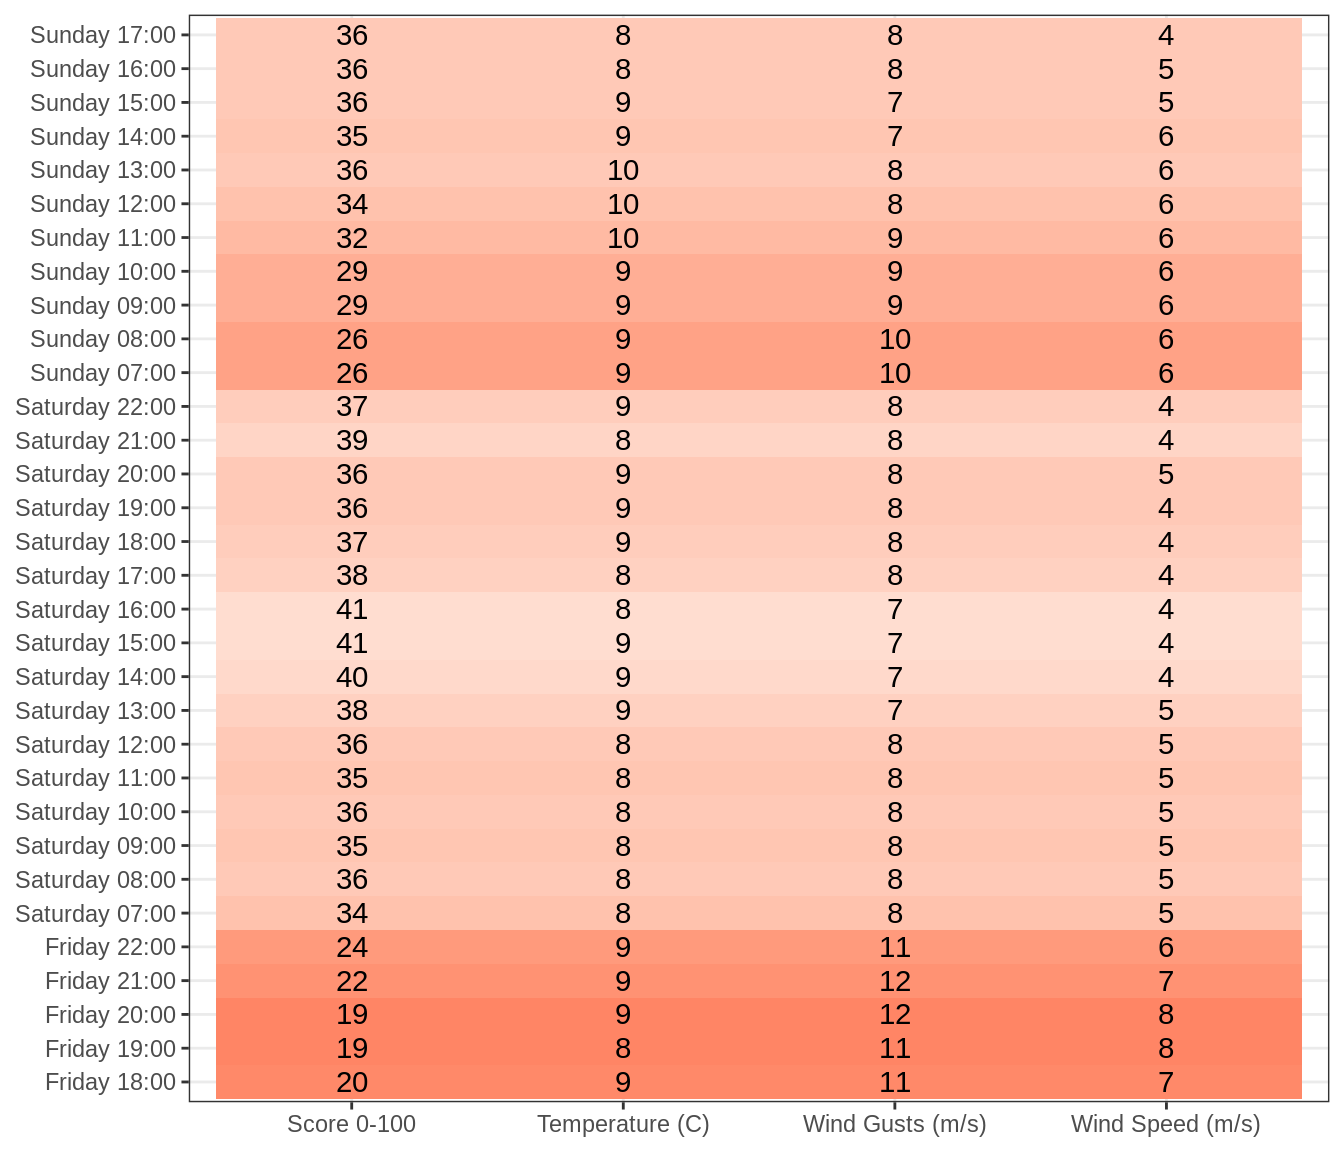 Sunday 17:00 36 8 8 4
Sunday 16:00 36 8 8 5
Sunday 15:00 36 9 7 5
Sunday 14:00 35 9 7 6
Sunday 13:00 36 10 8 6
Sunday 12:00 34 10 8 6
Sunday 11:00 32 10 9 6
Sunday 10:00 29 9 9 6
Sunday 09:00 29 9 9 6
Sunday 08:00 26 9 10 6
Sunday 07:00 26 9 10 6
Saturday 22:00 37 9 8 4
Saturday 21:00 39 8 8 4
Saturday 20:00 36 9 8 5
Saturday 19:00 36 9 8 4
Saturday 18:00 37 9 8 4
Saturday 17:00 38 8 8 4
Saturday 16:00 41 8 7 4
Saturday 15:00 41 9 7 4
Saturday 14:00 40 9 7 4
Saturday 13:00 38 9 7 5
Saturday 12:00 36 8 8 5
Saturday 11:00 35 8 8 5
Saturday 10:00 36 8 8 5
Saturday 09:00 35 8 8 5
Saturday 08:00 36 8 8 5
Saturday 07:00 34 8 8 5
Friday 22:00 24 9 11 6
Friday 21:00 22 9 12 7
Friday 20:00 19 9 12 8
Friday 19:00 19 8 11 8
Friday 18:00 20 9 11 7
Score 0-100 Temperature (C) Wind Gusts (m/s) Wind Speed (m/s)